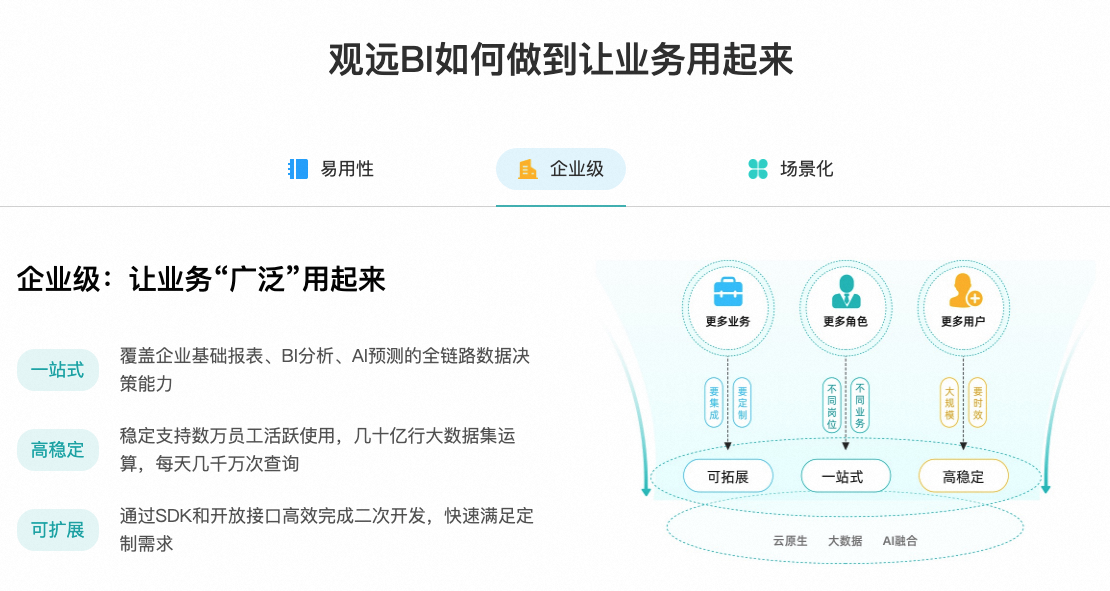 观远BI如何做到让业务用起来
易用性
企业级
场景化
企业级：让业务“广泛”用起来
一站式
覆盖企业基础报表、BI分析、AI预测的全链路数据决
策能力
高稳定
稳定支持数万员工活跃使用，几十亿行大数据集运
算，每天几千万次查询
可扩展
通过SDK和开放接口高效完成二次开发，快速满足定
制需求
更多业务
更多角色
更多用户
要集成
要定制
不同岗位
不同业务
大规模
要时效
可拓展
一站式
高稳定
云原生
大数据
AI融合